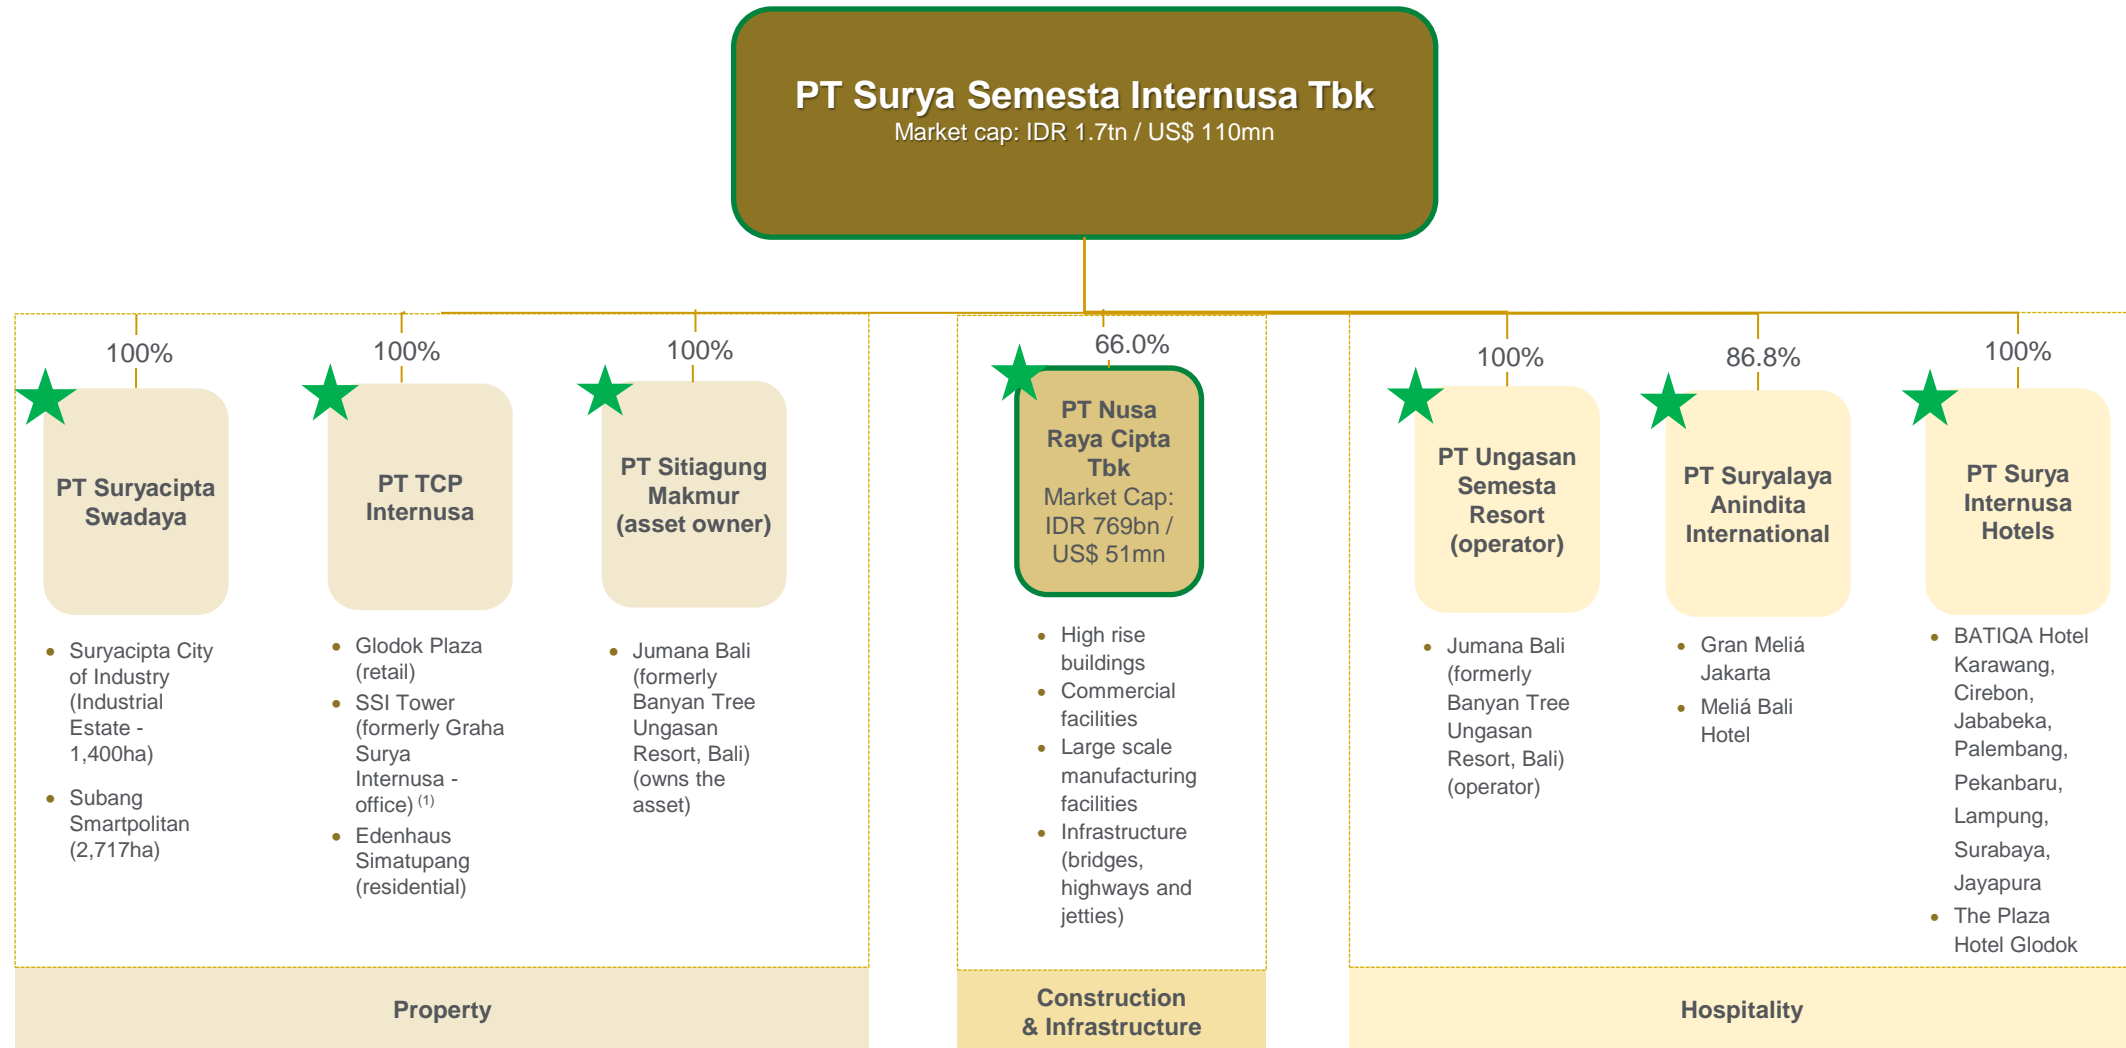 PT Surya Semesta Internusa Tbk
Market cap: IDR 1.7tn / US$ 110mn
100%
PT Suryacipta
Swadaya
• Suryacipta City
of Industry
(Industrial
Estate -
1,400ha)
• Subang
Smartpolitan
(2,717ha)
100%
PT TCP
Internusa
• Glodok Plaza
(retail)
• SSI Tower
(formerly Graha
Surya
Internusa -
office) (1)
• Edenhaus
Simatupang
(residential)
100%
PT Sitiagung
Makmur
(asset owner)
• Jumana Bali
(formerly
Banyan Tree
Ungasan
Resort, Bali)
(owns the
asset)
Property
66.0%
PT Nusa
Raya Cipta
Tbk
Market Cap:
IDR 769bn /
US$ 51mn
• High rise
buildings
• Commercial
facilities
• Large scale
manufacturing
facilities
• Infrastructure
(bridges,
highways and
jetties)
Construction
& Infrastructure
100%
PT Ungasan
Semesta
Resort
(operator)
• Jumana Bali
(formerly
Banyan Tree
Ungasan
Resort, Bali)
(operator)
86.8%
PT Suryalaya
Anindita
International
• Gran Meliá
Jakarta
• Meliá Bali
Hotel
100%
PT Surya
Internusa
Hotels
• BATIQA Hotel
Karawang,
Cirebon,
Jababeka,
Palembang,
Pekanbaru,
Lampung,
Surabaya,
Jayapura
• The Plaza
Hotel Glodok
Hospitality